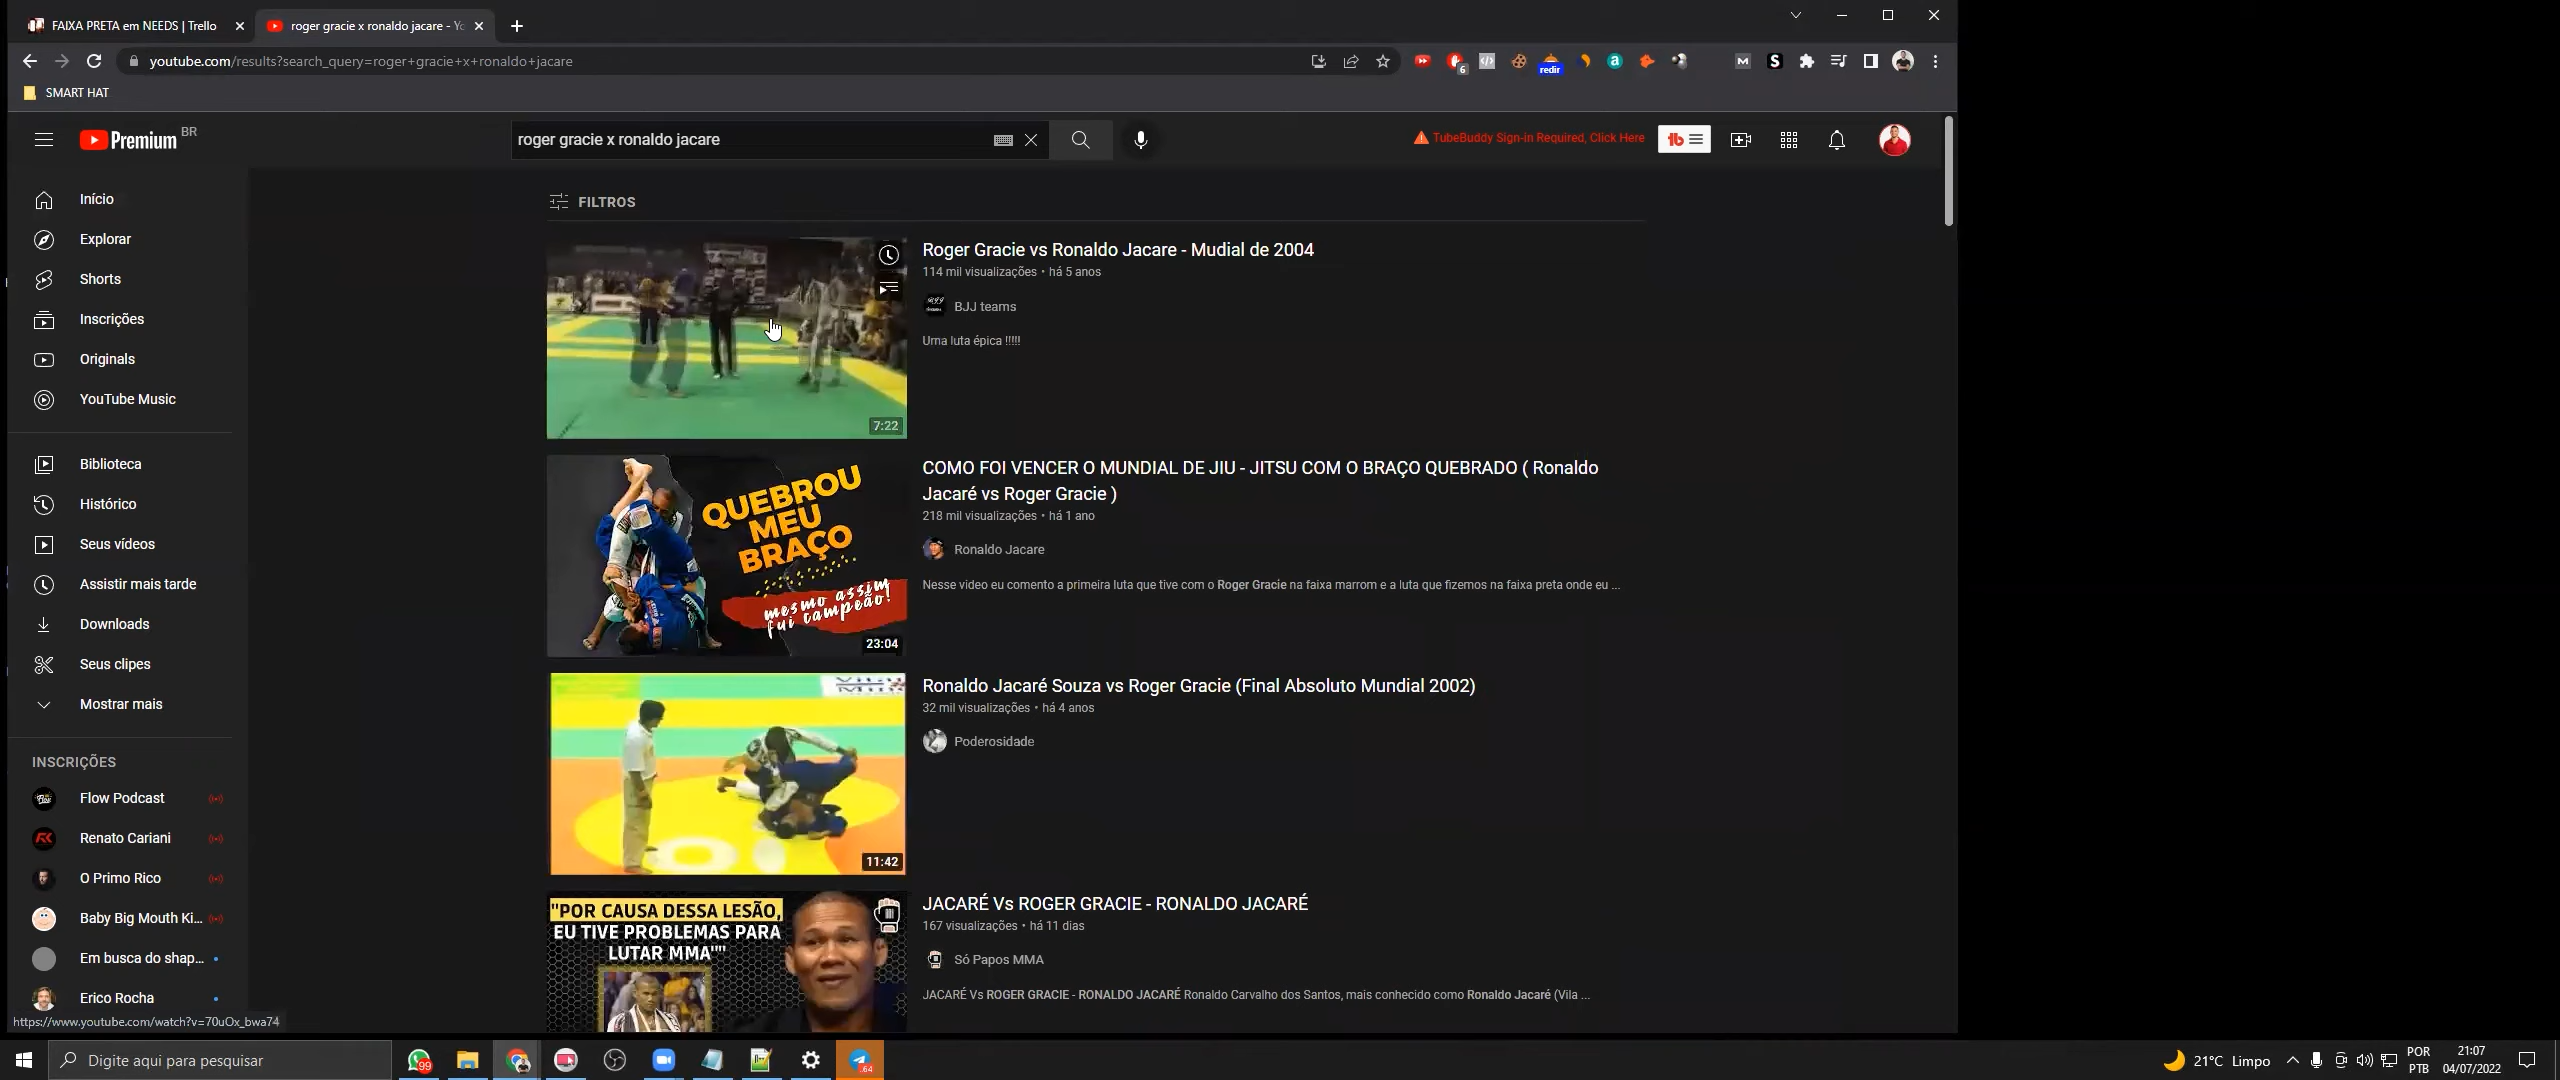 FAIXA PRETA em NEEDS | Trello
roger gracie x ronaldo jacare - Yo
youtube.com/results?search_query=roger+gracie+x+ronaldo+jacare
6
redir
SMART HAT
Premium BR
roger gracie x ronaldo jacare
TubeBuddy Sign-in Required, Click Here
Início
Explorar
Shorts
Inscrições
Originals
YouTube Music
Biblioteca
Histórico
Seus vídeos
Assistir mais tarde
Downloads
Seus clipes
Mostrar mais
INSCRIÇÕES
Flow Podcast
Renato Cariani
O Primo Rico
Baby Big Mouth Ki...
Em busca do shap...
Erico Rocha
https://www.youtube.com/watch?v=70uOx_bwa74
FILTROS
7:22
Roger Gracie vs Ronaldo Jacare - Mudial de 2004
114 mil visualizações • há 5 anos
BJJ teams
Uma luta épica !!!!!
QUEBROU
MEU
BRAÇO
mesmo assim
fui campeão!
23:04
COMO FOI VENCER O MUNDIAL DE JIU - JITSU COM O BRAÇO QUEBRADO ( Ronaldo
Jacaré vs Roger Gracie )
218 mil visualizações • há 1 ano
Ronaldo Jacare
Nesse video eu comento a primeira luta que tive com o Roger Gracie na faixa marrom e a luta que fizemos na faixa preta onde eu ...
11:42
Ronaldo Jacaré Souza vs Roger Gracie (Final Absoluto Mundial 2002)
32 mil visualizações • há 4 anos
Poderosidade
"POR CAUSA DESSA LESÃO,
EU TIVE PROBLEMAS PARA
LUTAR MMA""
JACARÉ Vs ROGER GRACIE - RONALDO JACARÉ
167 visualizações • há 11 dias
Só Papos MMA
JACARÉ Vs ROGER GRACIE - RONALDO JACARÉ Ronaldo Carvalho dos Santos, mais conhecido como Ronaldo Jacaré (Vila ...
Digite aqui para pesquisar
99
64
21°C Limpo
POR
PTB
21:07
04/07/2022